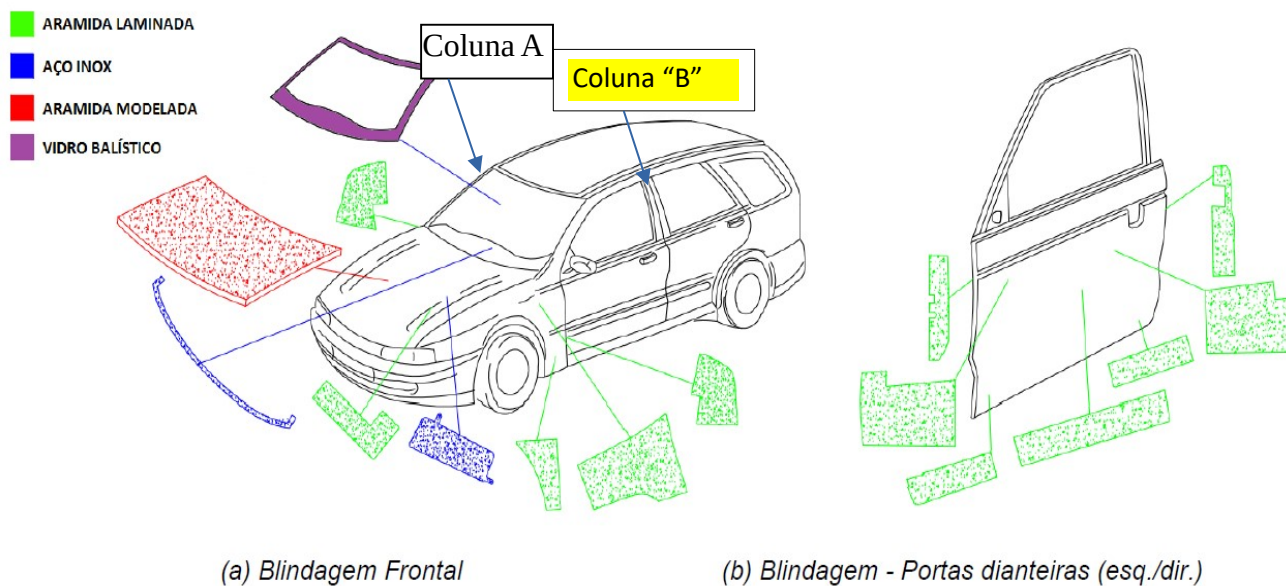 ARAMIDA LAMINADA
AÇO INOX
ARAMIDA MODELADA
VIDRO BALÍSTICO
Coluna A
Coluna “B”
(a) Blindagem Frontal
(b) Blindagem - Portas dianteiras (esq./dir.)